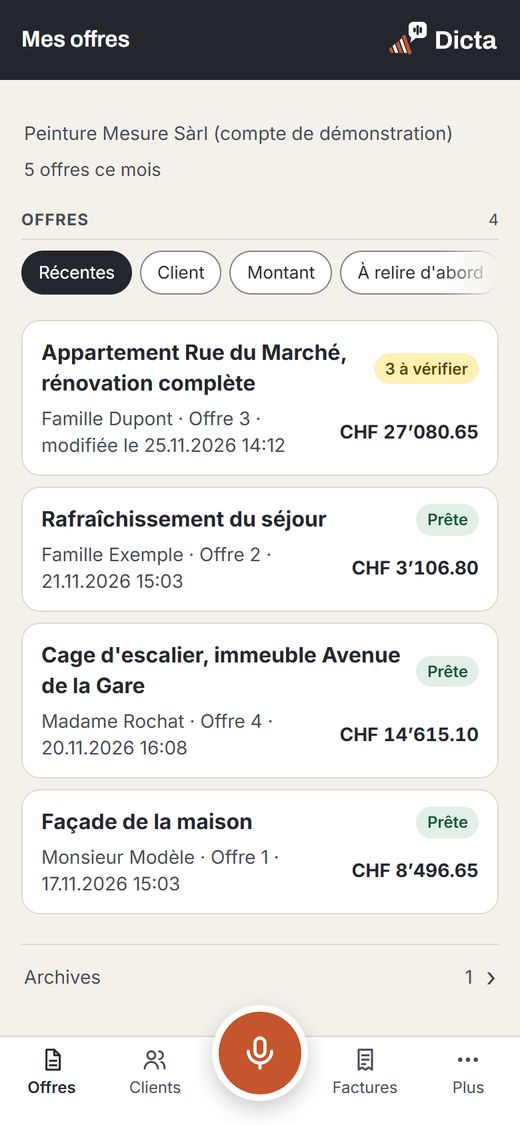 Mes offres
Dicta
Peinture Mesure Sàrl (compte de démonstration)
5 offres ce mois
OFFRES 4
Récentes Client Montant À relire d'abord
Appartement Rue du Marché,
rénovation complète
3 à vérifier
Famille Dupont · Offre 3 ·
modifiée le 25.11.2026 14:12
CHF 27’080.65
Rafraîchissement du séjour
Prête
Famille Exemple · Offre 2 ·
21.11.2026 15:03
CHF 3’106.80
Cage d'escalier, immeuble Avenue
de la Gare
Prête
Madame Rochat · Offre 4 ·
20.11.2026 16:08
CHF 14’615.10
Façade de la maison
Prête
Monsieur Modèle · Offre 1 ·
17.11.2026 15:03
CHF 8’496.65
Archives 1
Offres Clients Factures Plus